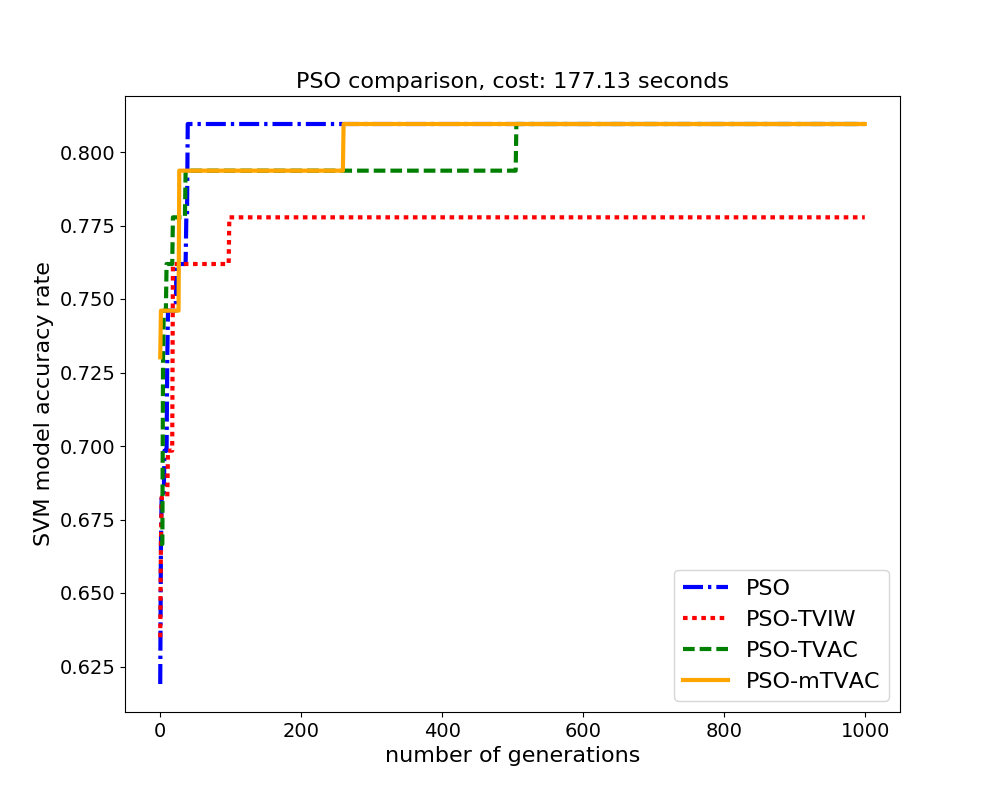 PSO comparison, cost: 177.13 seconds
0.800
0.775
0.750
0.725
0.700
0.675
0.650
0.625
SVM model accuracy rate
PSO
PSO-TVIW
PSO-TVAC
PSO-mTVAC
0 200 400 600 800 1000
number of generations